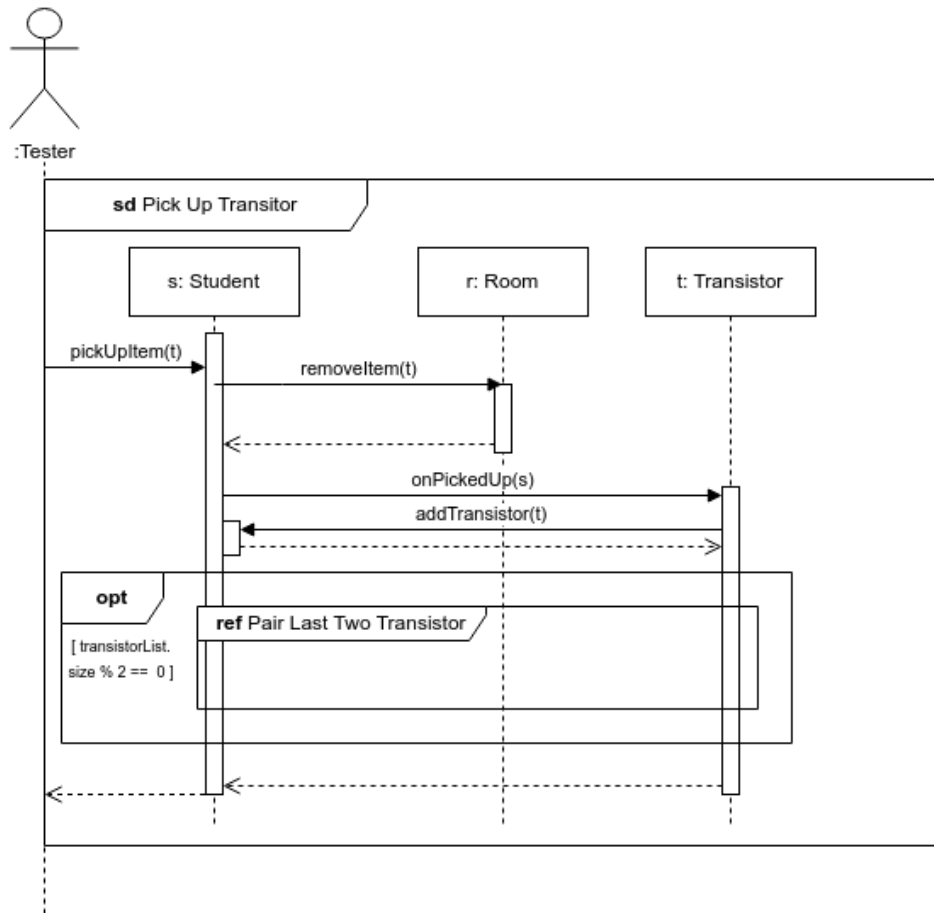 :Tester
sd Pick Up Transitor
s: Student
r: Room
t: Transistor
pickUpItem(t)
removeItem(t)
onPickedUp(s)
addTransistor(t)
opt
ref Pair Last Two Transistor
[ transistorList.
size % 2 == 0 ]